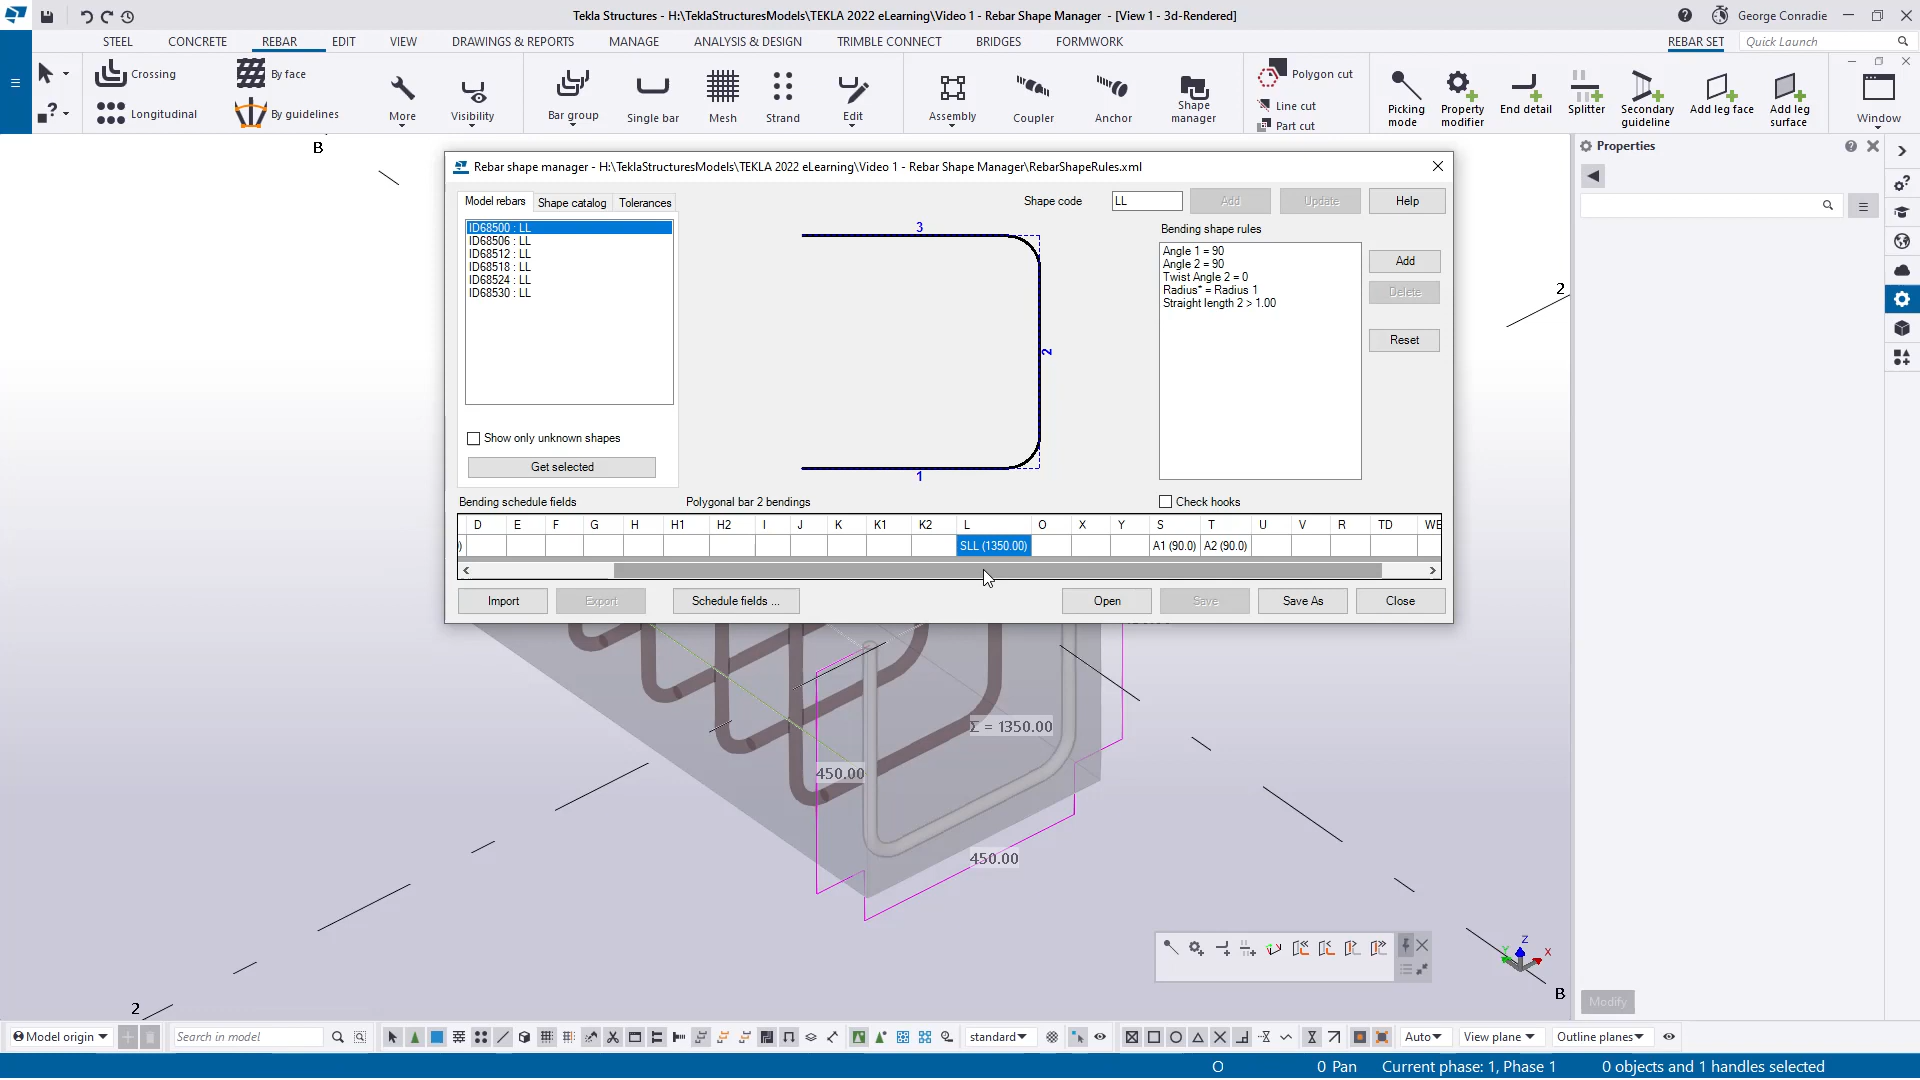 Tekla Structures - H:\TeklaStructuresModels\TEKLA 2022 eLearning\Video 1 - Rebar Shape Manager - [View 1 - 3d-Rendered]
George Conradie
STEEL CONCRETE REBAR EDIT VIEW DRAWINGS & REPORTS MANAGE ANALYSIS & DESIGN TRIMBLE CONNECT BRIDGES FORMWORK REBAR SET Quick Launch
Crossing
Longitudinal
By face
By guidelines
More
Visibility
Bar group
Single bar
Mesh
Strand
Edit
Assembly
Coupler
Anchor
Shape manager
Polygon cut
Line cut
Part cut
Picking mode
Property modifier
End detail
Splitter
Secondary guideline
Add leg face
Add leg surface
Window
B
Properties
Rebar shape manager - H:\TeklaStructuresModels\TEKLA 2022 eLearning\Video 1 - Rebar Shape Manager\RebarShapeRules.xml
Model rebars Shape catalog Tolerances
ID68500 : LL
ID68506 : LL
ID68512 : LL
ID68518 : LL
ID68524 : LL
ID68530 : LL
Show only unknown shapes
Get selected
3
2
1
Shape code LL Add Update Help
Bending shape rules
Angle 1 = 90
Angle 2 = 90
Twist Angle 2 = 0
Radius* = Radius 1
Straight length 2 > 1.00
Add
Delete
Reset
Check hooks
Bending schedule fields Polygonal bar 2 bendings
D E F G H H1 H2 I J K K1 K2 L O X Y S T U V R TD WE
) SLL (1350.00) A1 (90.0) A2 (90.0)
Import Export Schedule fields ... Open Save Save As Close
2
Σ = 1350.00
450.00
450.00
Z
Y X
B
2
Modify
Model origin Search in model standard Auto View plane Outline planes
O 0 Pan Current phase: 1, Phase 1 0 objects and 1 handles selected